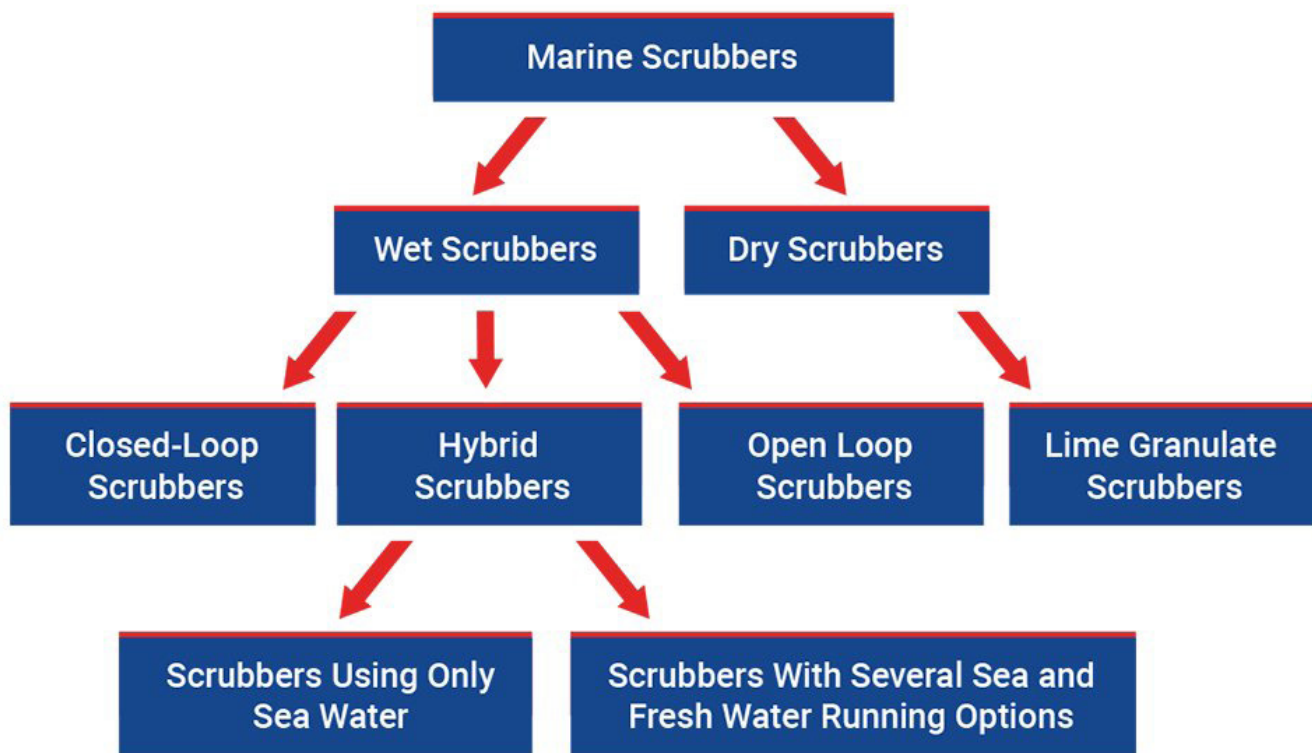 Marine Scrubbers
Wet Scrubbers
Dry Scrubbers
Closed-Loop
Scrubbers
Hybrid
Scrubbers
Open Loop
Scrubbers
Lime Granulate
Scrubbers
Scrubbers Using Only
Sea Water
Scrubbers With Several Sea and
Fresh Water Running Options